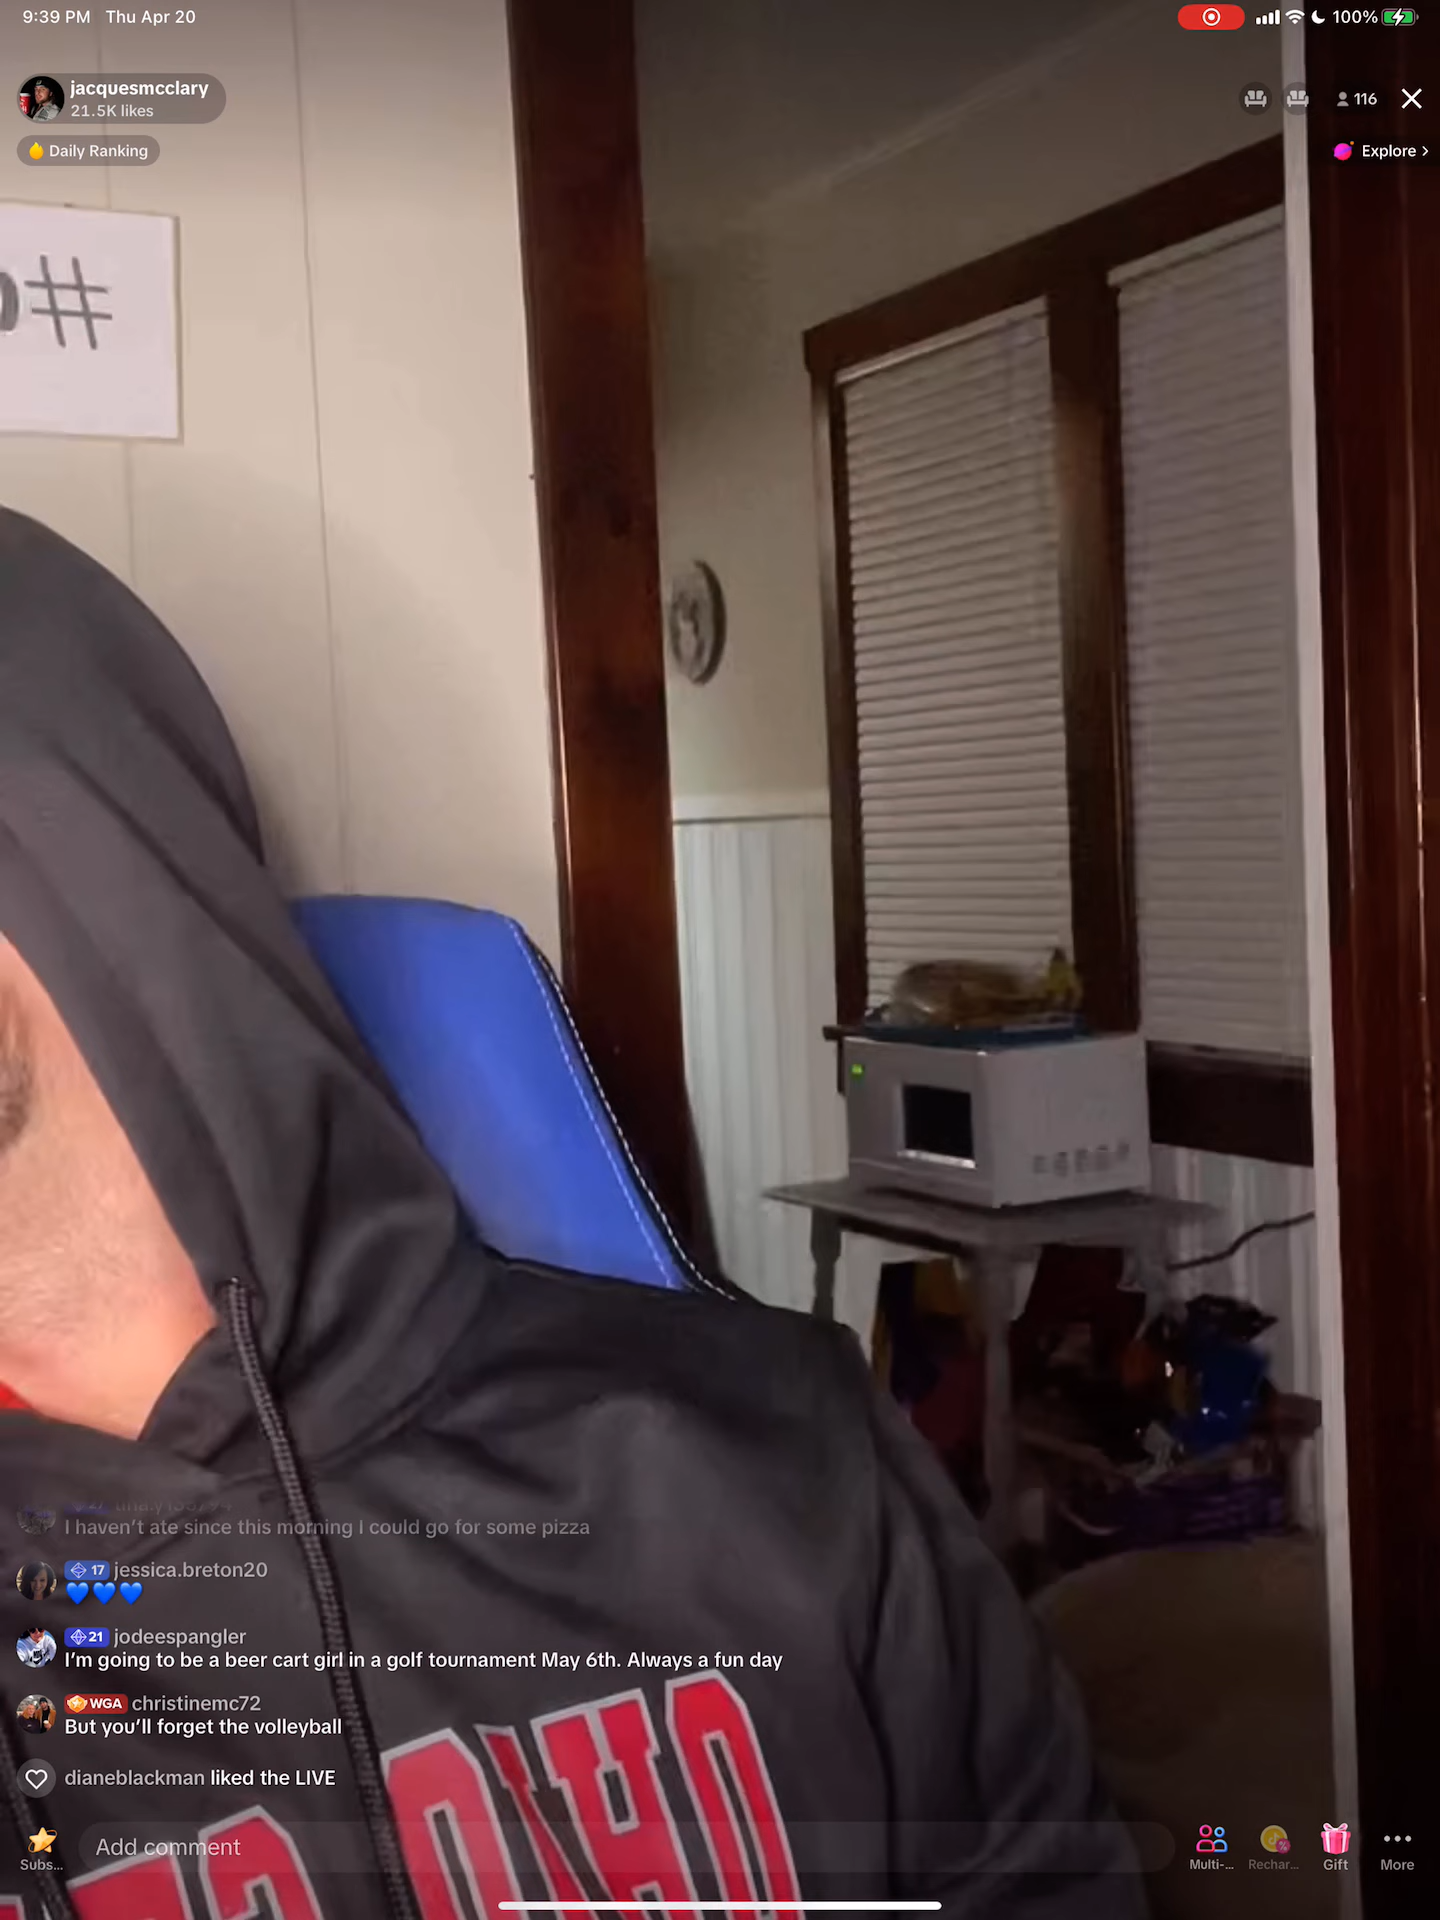 9:39 PM Thu Apr 20
100%
jacquesmcclary
21.5K likes
116
Daily Ranking
Explore >
#
I haven't ate since this morning I could go for some pizza
17 jessica.breton20
💙💙💙
21 jodeespangler
I'm going to be a beer cart girl in a golf tournament May 6th. Always a fun day
WGA christinemc72
But you'll forget the volleyball
dianeblackman liked the LIVE
OHIO
Add comment
Subs...
Multi-...
Rechar...
Gift
More